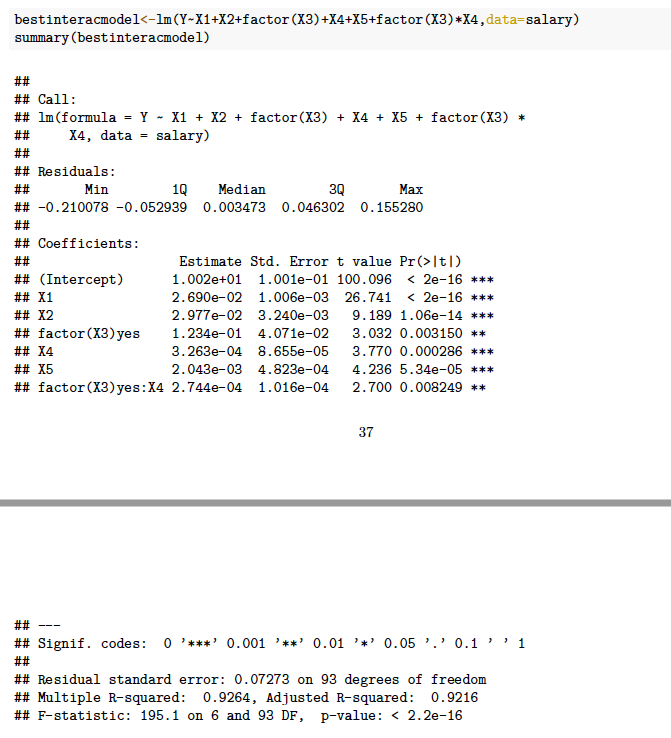 bestinteracmodel<-lm(Y~X1+X2+factor(X3)+X4+X5+factor(X3)*X4,data=salary)
summary(bestinteracmodel)
##
## Call:
## lm(formula = Y ~ X1 + X2 + factor(X3) + X4 + X5 + factor(X3) *
##     X4, data = salary)
##
## Residuals:
##       Min        1Q    Median        3Q       Max
## -0.210078 -0.052939  0.003473  0.046302  0.155280
##
## Coefficients:
##                   Estimate Std. Error t value Pr(>|t|)
## (Intercept)      1.002e+01  1.001e-01 100.096  < 2e-16 ***
## X1               2.690e-02  1.006e-03  26.741  < 2e-16 ***
## X2               2.977e-02  3.240e-03   9.189 1.06e-14 ***
## factor(X3)yes    1.234e-01  4.071e-02   3.032 0.003150 **
## X4               3.263e-04  8.655e-05   3.770 0.000286 ***
## X5               2.043e-03  4.823e-04   4.236 5.34e-05 ***
## factor(X3)yes:X4 2.744e-04  1.016e-04   2.700 0.008249 **
37
## ---
## Signif. codes:  0 '***' 0.001 '**' 0.01 '*' 0.05 '.' 0.1 ' ' 1
##
## Residual standard error: 0.07273 on 93 degrees of freedom
## Multiple R-squared:  0.9264, Adjusted R-squared:  0.9216
## F-statistic: 195.1 on 6 and 93 DF,  p-value: < 2.2e-16